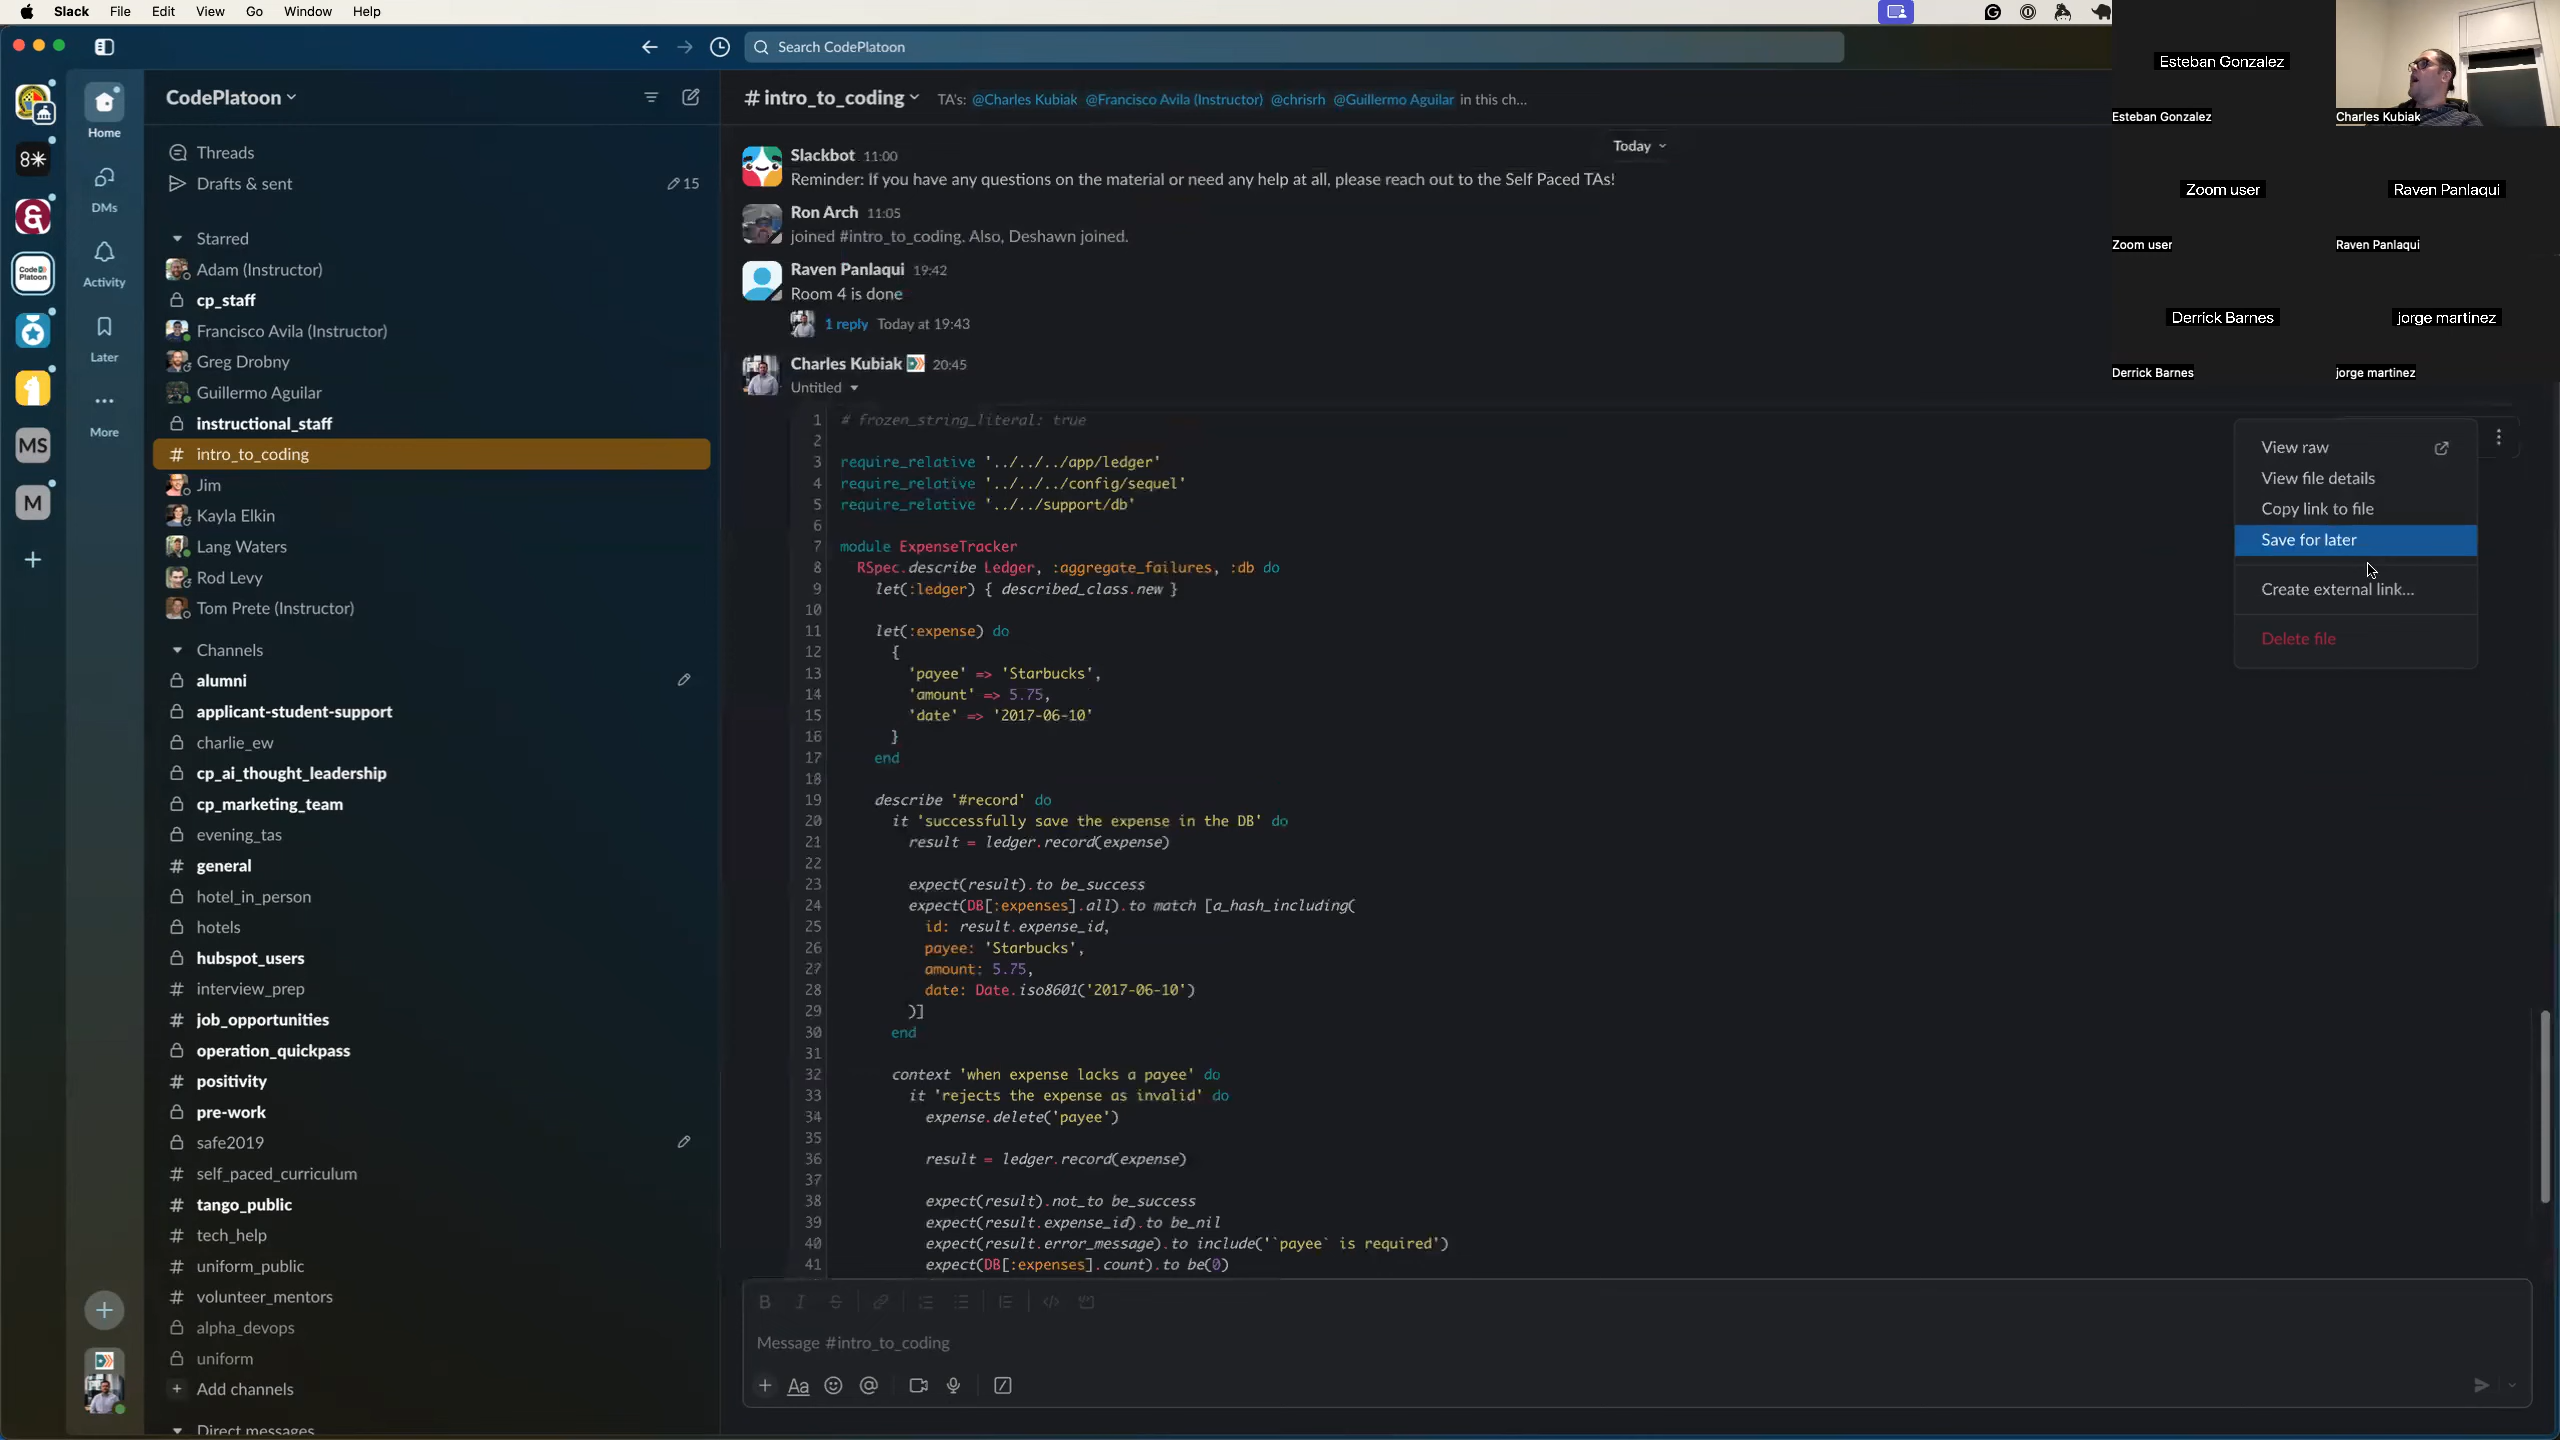 Slack File Edit View Go Window Help
Search CodePlatoon
Esteban Gonzalez
Esteban Gonzalez
Charles Kubiak
Zoom user
Raven Panlaqui
Zoom user
Raven Panlaqui
Derrick Barnes
jorge martinez
Derrick Barnes
jorge martinez
8
&
Code Platoon
MS
M
Home
DMs
Activity
Later
More
CodePlatoon
Threads
Drafts & sent 15
Starred
Adam (Instructor)
cp_staff
Francisco Avila (Instructor)
Greg Drobny
Guillermo Aguilar
instructional_staff
# intro_to_coding
Jim
Kayla Elkin
Lang Waters
Rod Levy
Tom Prete (Instructor)
Channels
alumni
applicant-student-support
charlie_ew
cp_ai_thought_leadership
cp_marketing_team
evening_tas
# general
hotel_in_person
hotels
hubspot_users
# interview_prep
# job_opportunities
operation_quickpass
# positivity
pre-work
safe2019
# self_paced_curriculum
# tango_public
# tech_help
# uniform_public
# volunteer_mentors
alpha_devops
uniform
+ Add channels
Direct messages
# intro_to_coding TA's: @Charles Kubiak @Francisco Avila (Instructor) @chrisrh @Guillermo Aguilar in this ch...
Today
Slackbot 11:00
Reminder: If you have any questions on the material or need any help at all, please reach out to the Self Paced TAs!
Ron Arch 11:05
joined #intro_to_coding. Also, Deshawn joined.
Raven Panlaqui 19:42
Room 4 is done
1 reply Today at 19:43
Charles Kubiak 20:45
Untitled
1 # frozen_string_literal: true
2
3 require_relative '../../../app/ledger'
4 require_relative '../../../config/sequel'
5 require_relative '../../support/db'
6
7 module ExpenseTracker
8 RSpec.describe Ledger, :aggregate_failures, :db do
9 let(:ledger) { described_class.new }
10
11 let(:expense) do
12 {
13 'payee' => 'Starbucks',
14 'amount' => 5.75,
15 'date' => '2017-06-10'
16 }
17 end
18
19 describe '#record' do
20 it 'successfully save the expense in the DB' do
21 result = ledger.record(expense)
22
23 expect(result).to be_success
24 expect(DB[:expenses].all).to match [a_hash_including(
25 id: result.expense_id,
26 payee: 'Starbucks',
27 amount: 5.75,
28 date: Date.iso8601('2017-06-10')
29 )]
30 end
31
32 context 'when expense lacks a payee' do
33 it 'rejects the expense as invalid' do
34 expense.delete('payee')
35
36 result = ledger.record(expense)
37
38 expect(result).not_to be_success
39 expect(result.expense_id).to be_nil
40 expect(result.error_message).to include('`payee` is required')
41 expect(DB[:expenses].count).to be(0)
View raw
View file details
Copy link to file
Save for later
Create external link...
Delete file
B I S
Message #intro_to_coding
+ Aa @